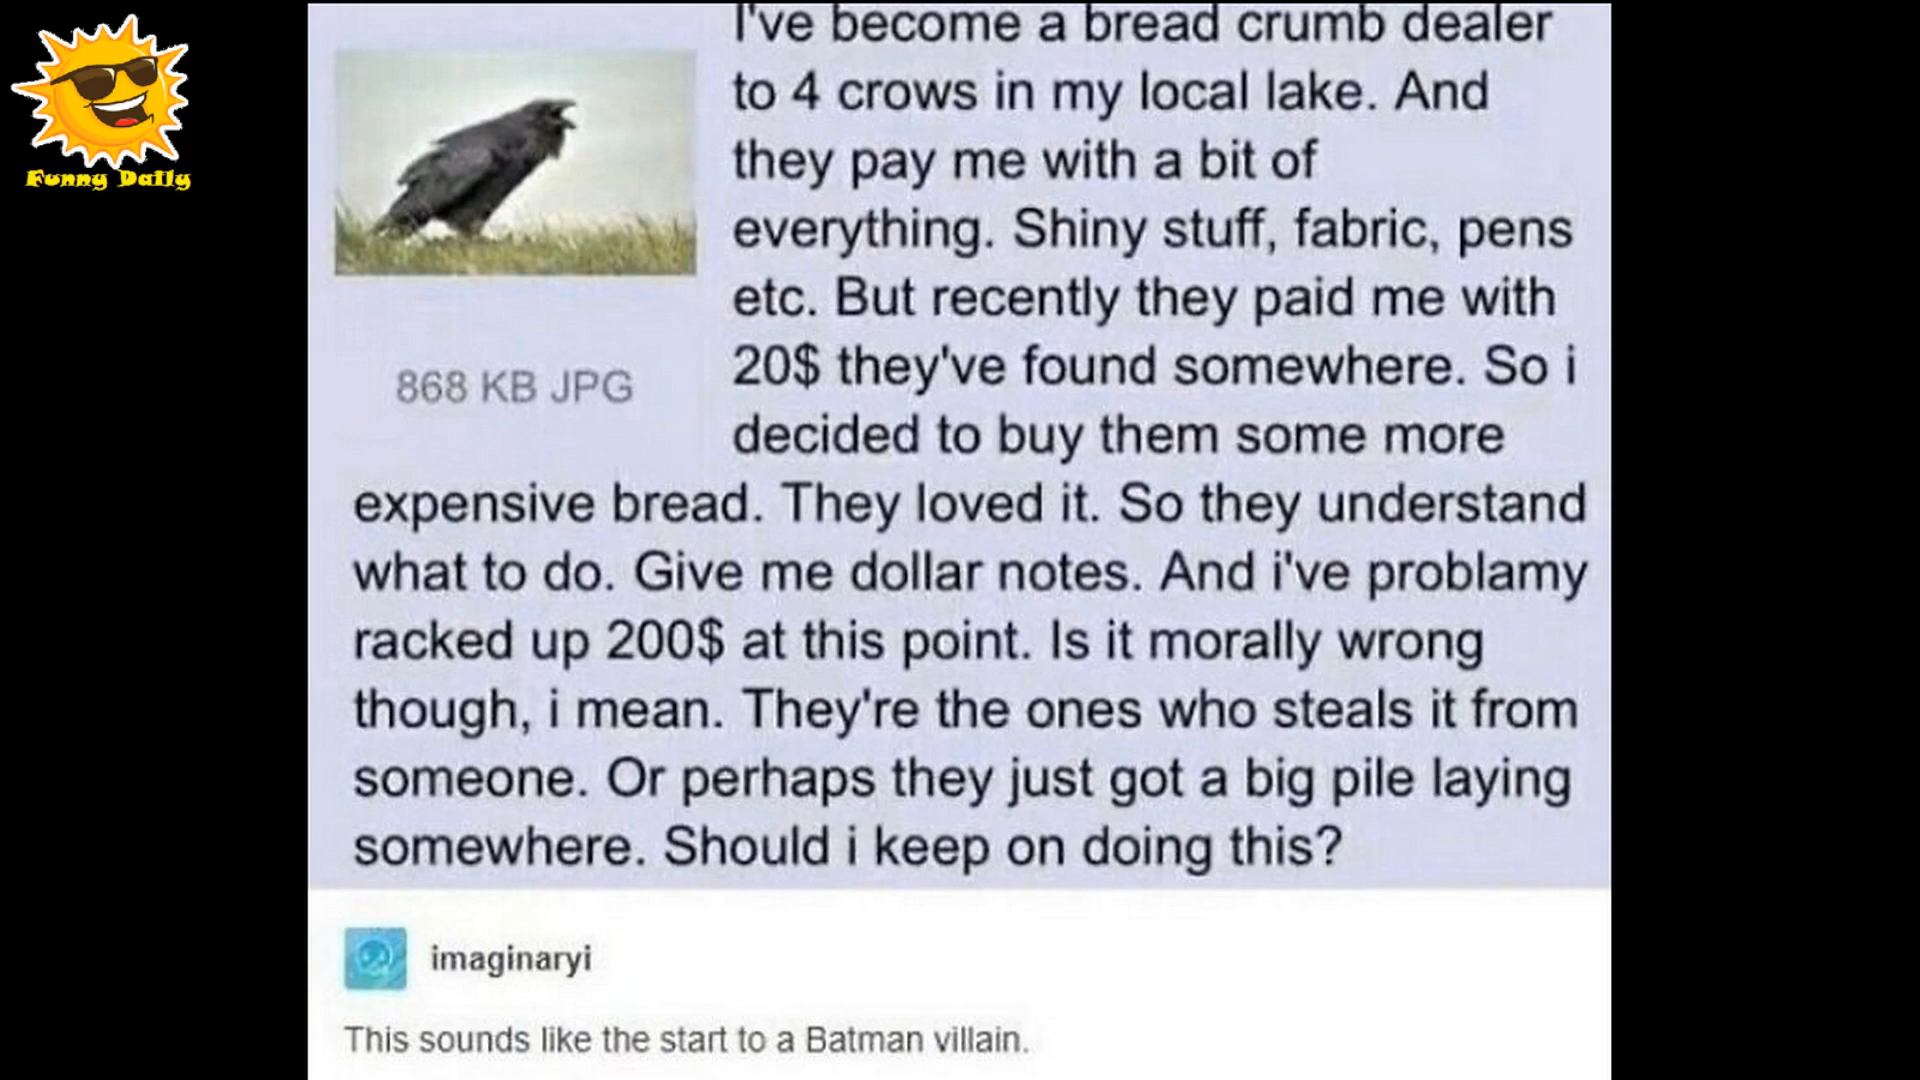 Funny Daily
I've become a bread crumb dealer
to 4 crows in my local lake. And
they pay me with a bit of
everything. Shiny stuff, fabric, pens
etc. But recently they paid me with
20$ they've found somewhere. So i
decided to buy them some more
868 KB JPG
expensive bread. They loved it. So they understand
what to do. Give me dollar notes. And i've problamy
racked up 200$ at this point. Is it morally wrong
though, i mean. They're the ones who steals it from
someone. Or perhaps they just got a big pile laying
somewhere. Should i keep on doing this?
imaginaryi
This sounds like the start to a Batman villain.